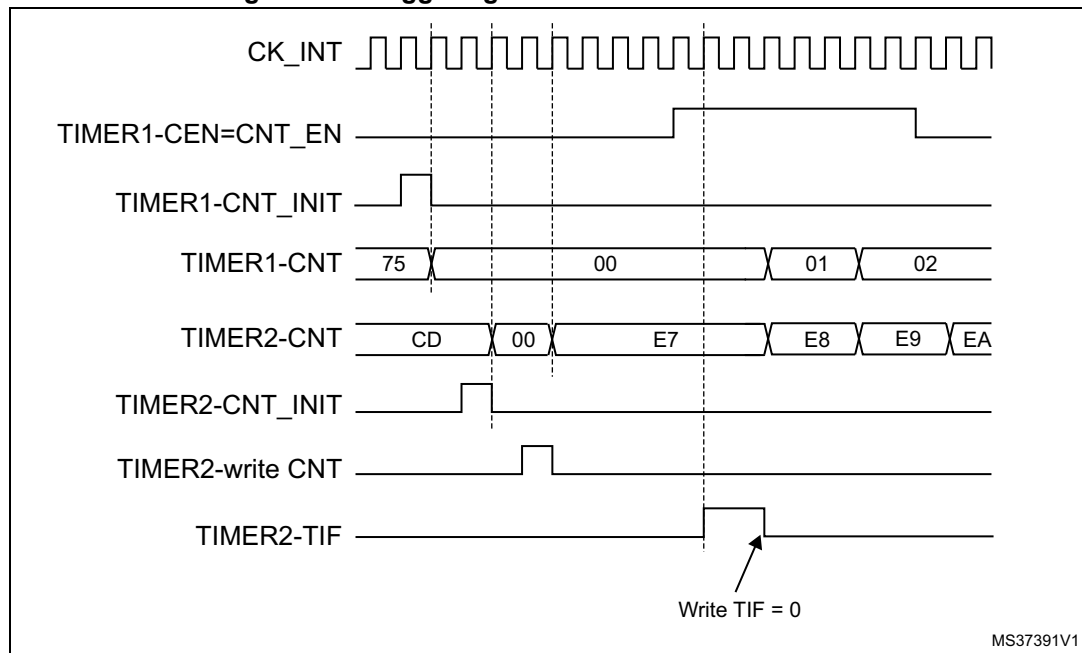 CK_INT
TIMER1-CEN=CNT_EN
TIMER1-CNT_INIT
TIMER1-CNT 75 00 01 02
TIMER2-CNT CD 00 E7 E8 E9 EA
TIMER2-CNT_INIT
TIMER2-write CNT
TIMER2-TIF
Write TIF = 0
MS37391V1